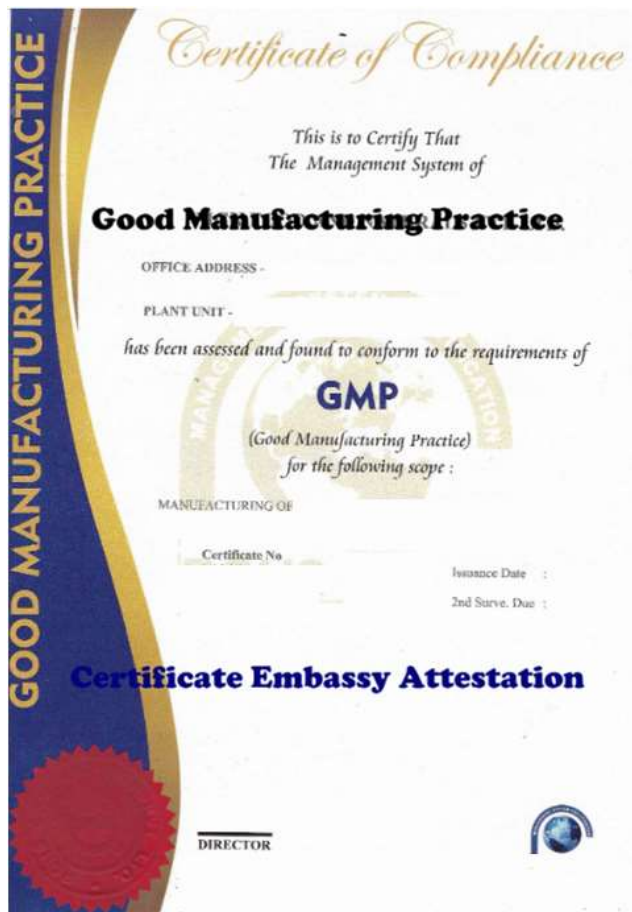 GOOD MANUFACTURING PRACTICE
Certificate of Compliance
This is to Certify That
The Management System of
Good Manufacturing Practice
OFFICE ADDRESS -
PLANT UNIT -
has been assessed and found to conform to the requirements of
GMP
(Good Manufacturing Practice)
for the following scope :
MANUFACTURING OF
Certificate No
Issuance Date :
2nd Surve. Due :
Certificate Embassy Attestation
DIRECTOR